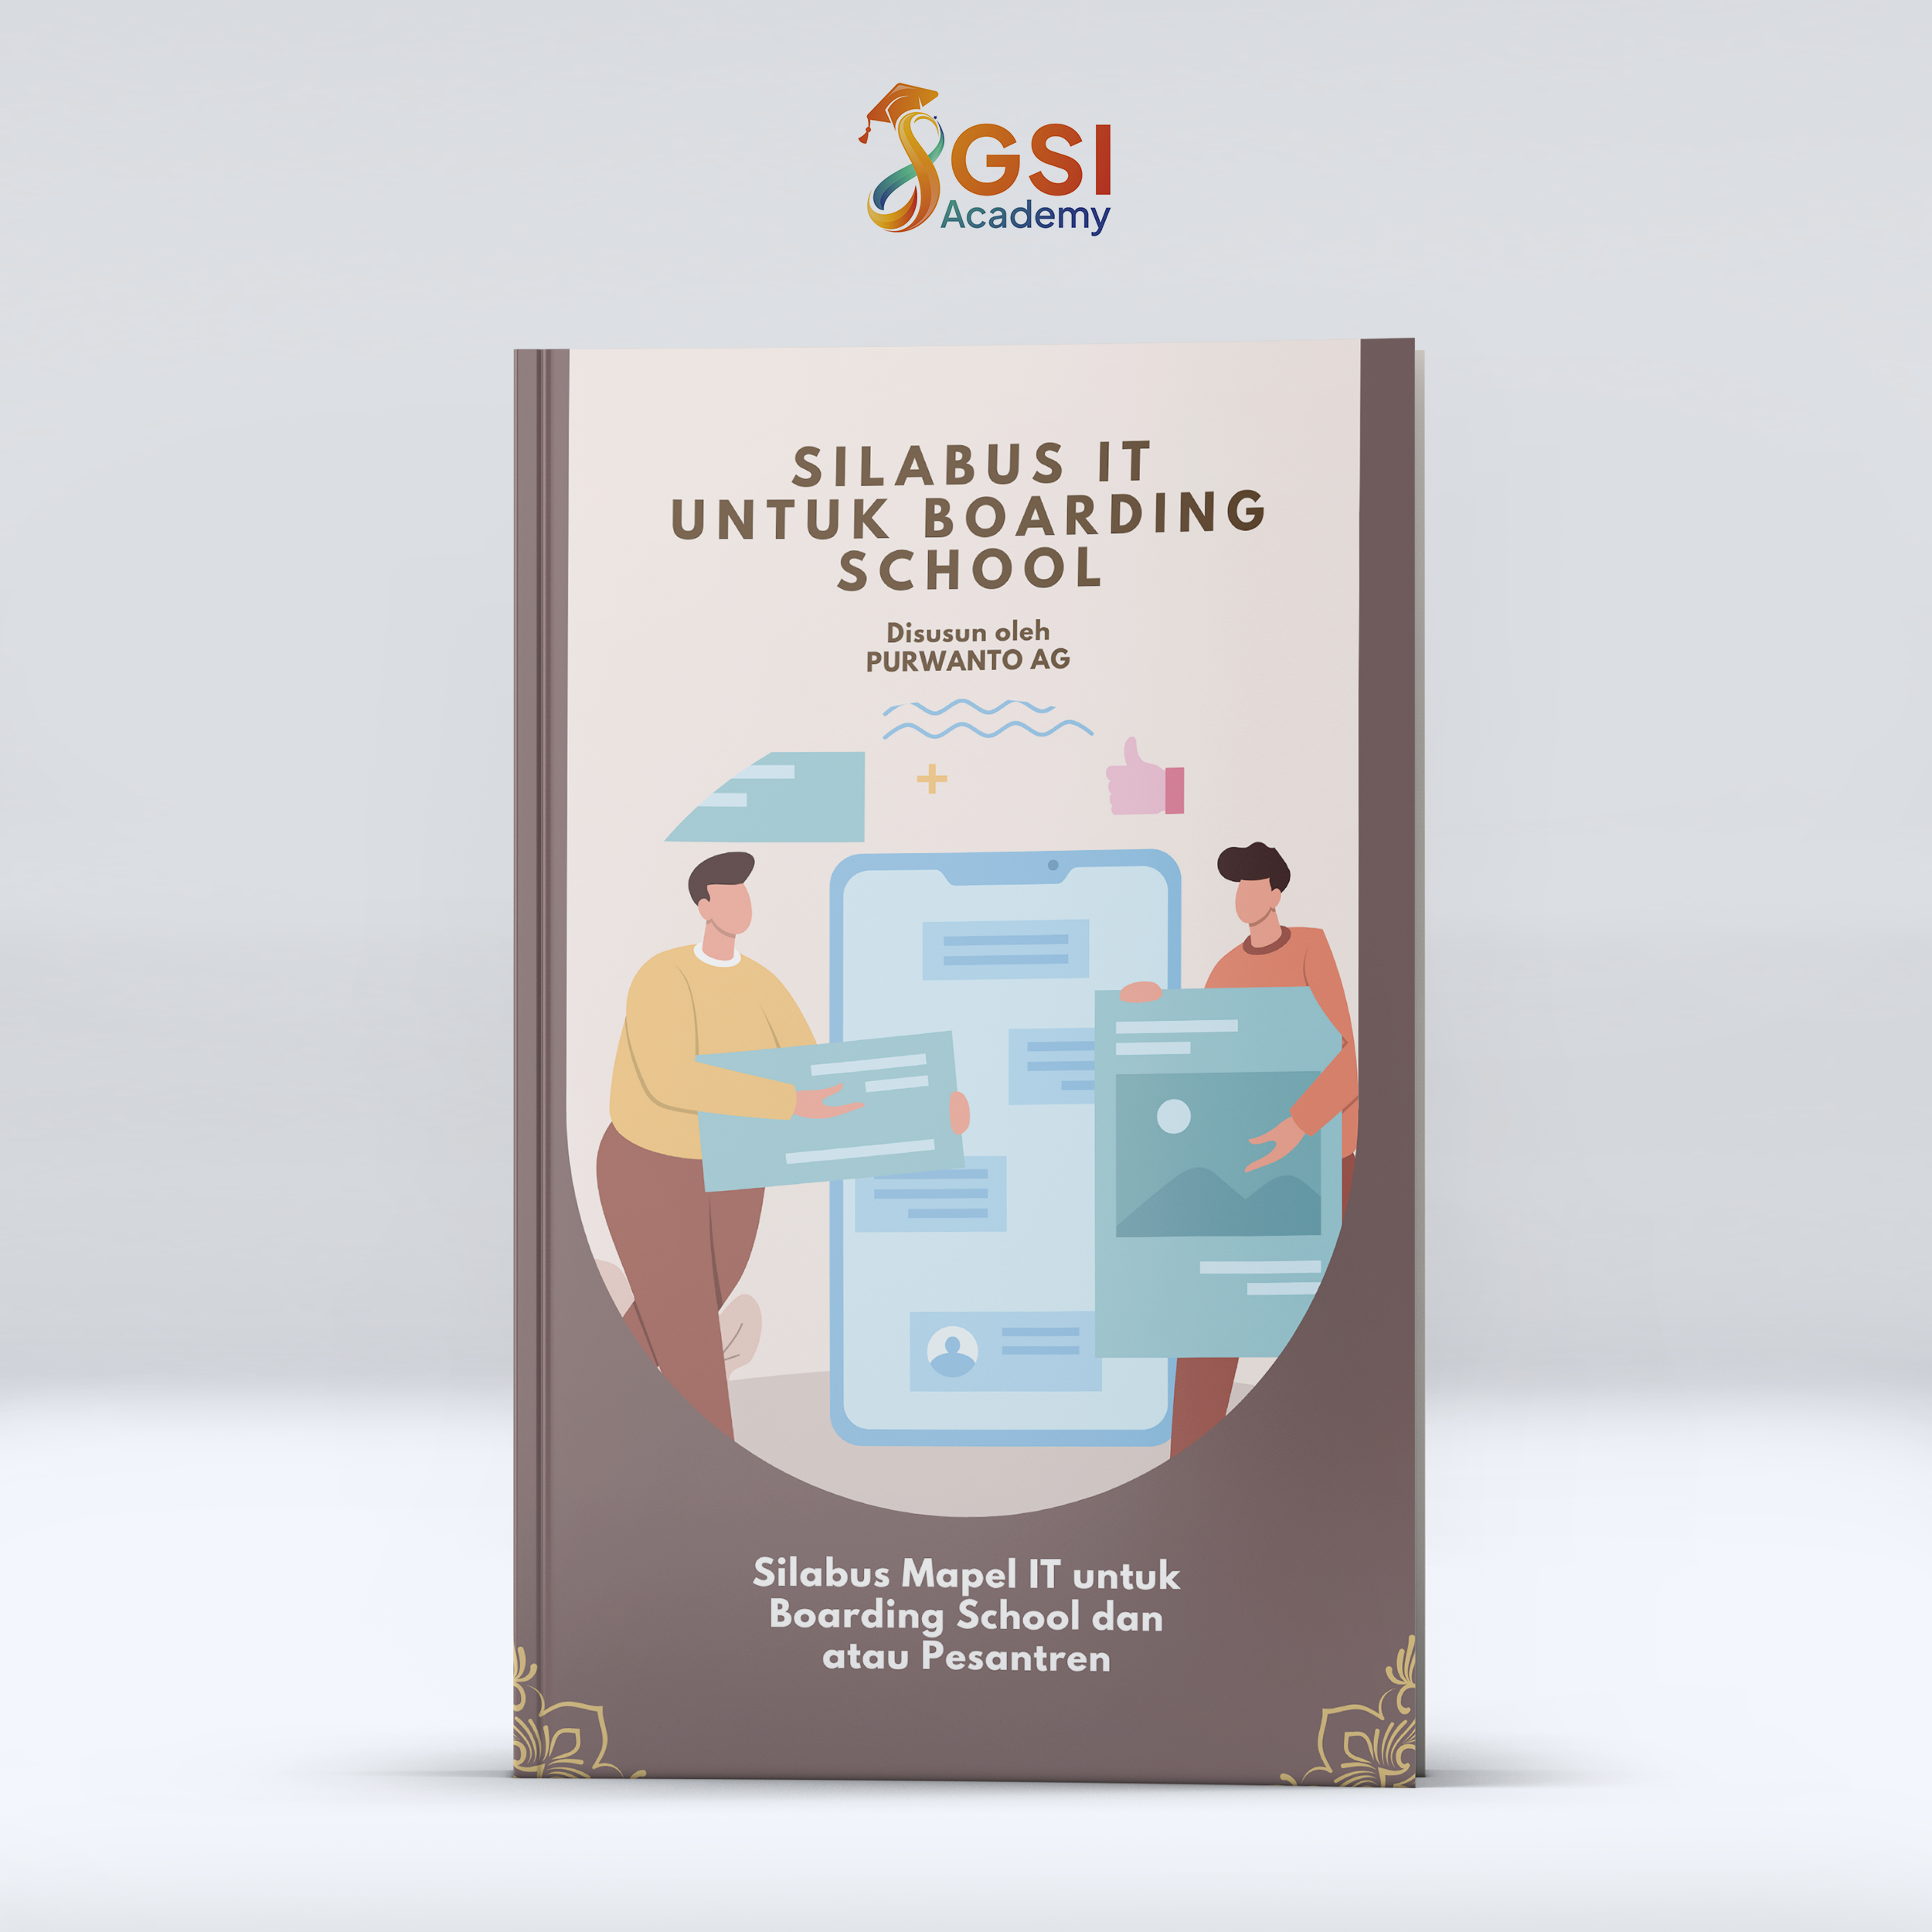 GSI
Academy
SILABUS IT
UNTUK BOARDING
SCHOOL
Disusun oleh
PURWANTO AG
Silabus Mapel IT untuk
Boarding School dan
atau Pesantren